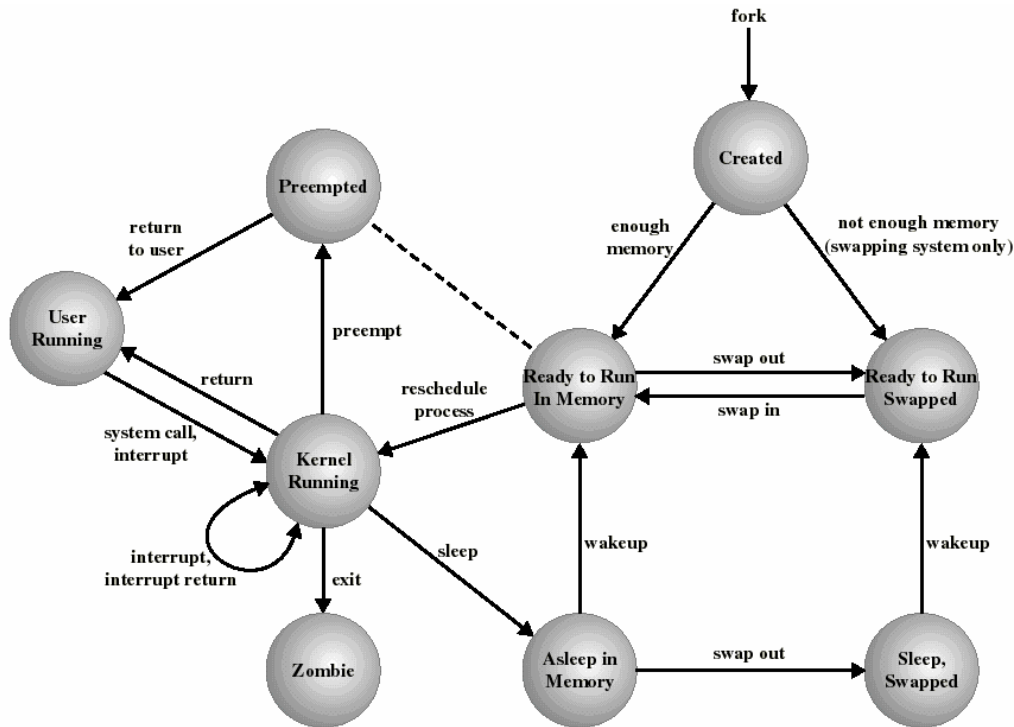 fork
Created
Preempted
return
to user
enough
memory
not enough memory
(swapping system only)
User
Running
preempt
return
reschedule
process
Ready to Run
In Memory
swap out
swap in
Ready to Run
Swapped
system call,
interrupt
Kernel
Running
interrupt,
interrupt return
sleep
wakeup
wakeup
exit
Zombie
Asleep in
Memory
swap out
Sleep,
Swapped